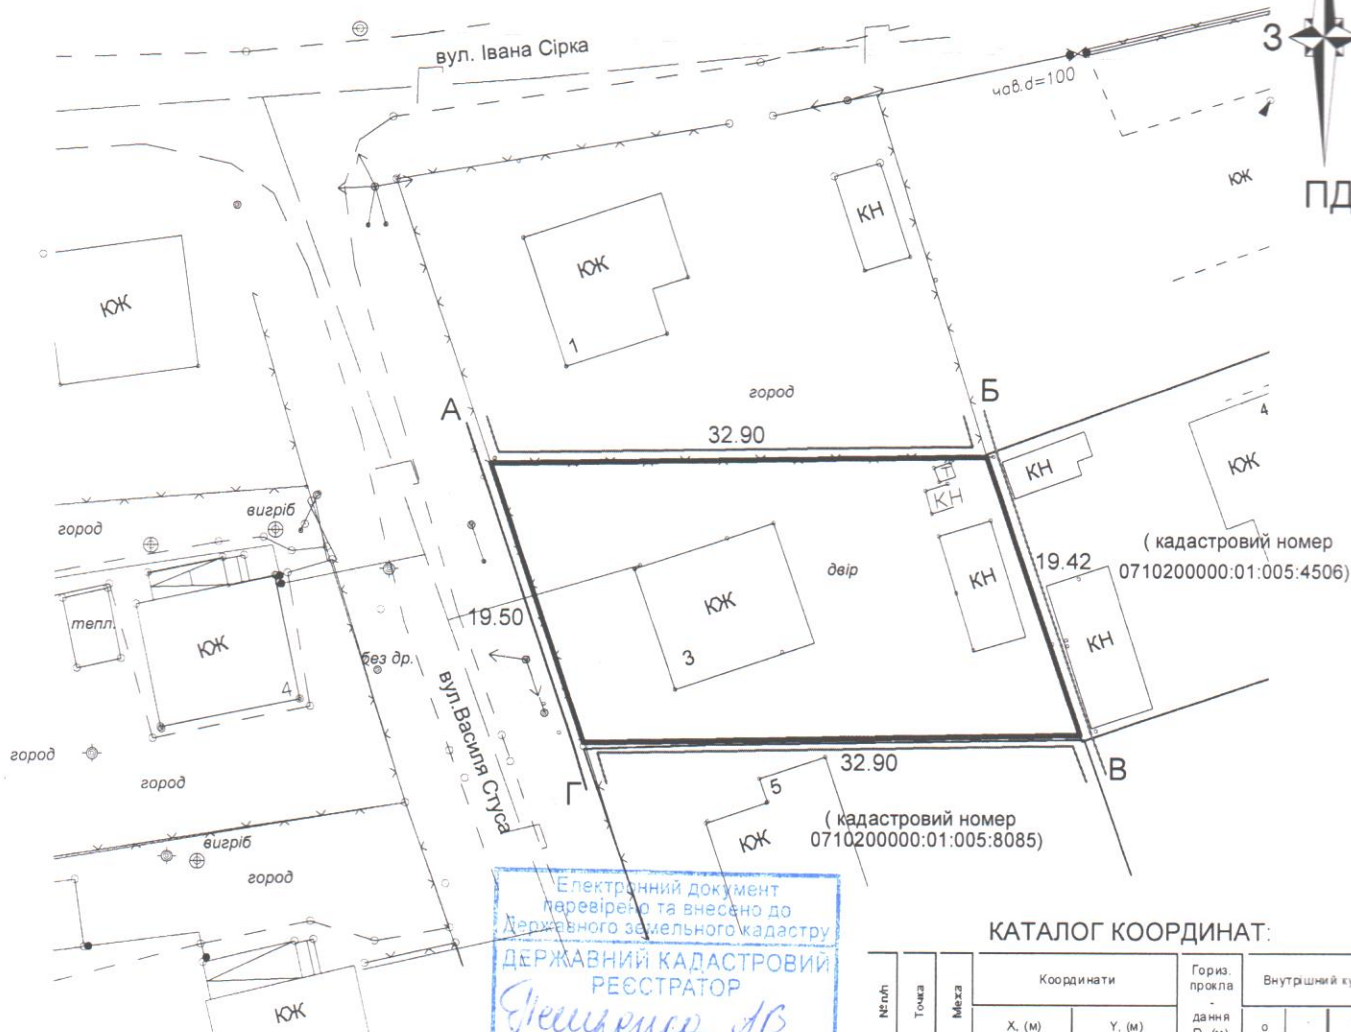 вул. Івана Сірка
З
чав.d=100
юж
ПД
КН
ЮЖ
ЮЖ
1
город
А
Б
32.90
4
Т
КН
КН
ЮЖ
вигріб
город
двір
КН
19.42
( кадастровий номер
0710200000:01:005:4506)
тепл.
19.50
ЮЖ
3
ЮЖ
КН
без др.
4
вул.Василя Стуса
город
город
Г
32.90
В
5
( кадастровий номер
0710200000:01:005:8085)
ЮЖ
вигріб
город
Електронний документ
перевірено та внесено до
Державного земельного кадастру
ДЕРЖАВНИЙ КАДАСТРОВИЙ
РЕЄСТРАТОР
ЮЖ
КАТАЛОГ КООРДИНАТ:
№п/п
Точка
Межа
Координати
Гориз.
прокла
-
дання
Внутрішний
X, (м)
Y, (м)
о
'